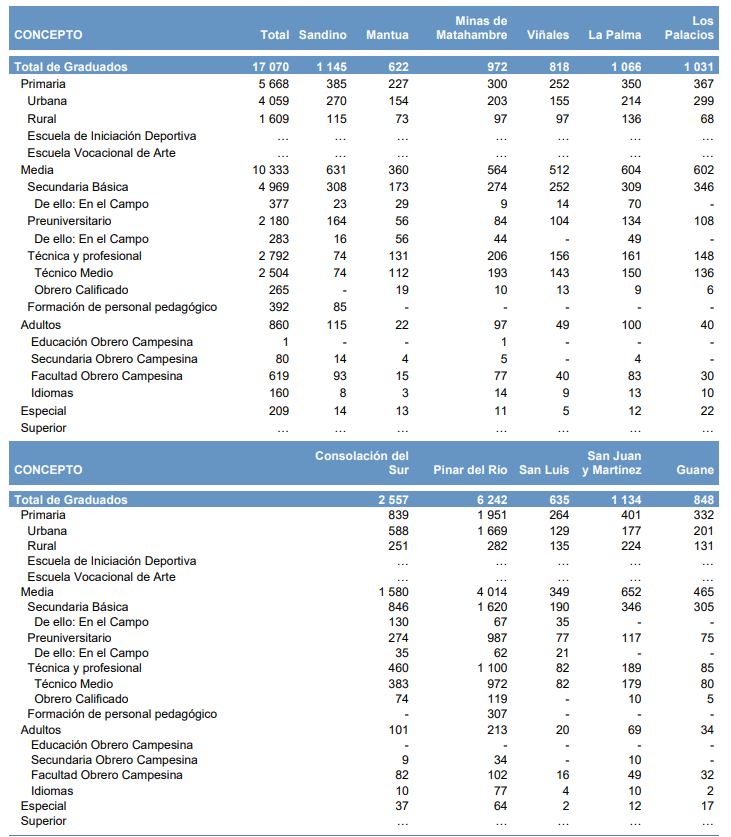 Minas de Los
CONCEPTO Total Sandino Mantua Matahambre Viñales La Palma Palacios
Total de Graduados 17 070 1 145 622 972 818 1 066 1 031
Primaria 5 668 385 227 300 252 350 367
Urbana 4 059 270 154 203 155 214 299
Rural 1 609 115 73 97 97 136 68
Escuela de Iniciación Deportiva … … … … … … …
Escuela Vocacional de Arte … … … … … … …
Media 10 333 631 360 564 512 604 602
Secundaria Básica 4 969 308 173 274 252 309 346
De ello: En el Campo 377 23 29 9 14 70 -
Preuniversitario 2 180 164 56 84 104 134 108
De ello: En el Campo 283 16 56 44 - 49 -
Técnica y profesional 2 792 74 131 206 156 161 148
Técnico Medio 2 504 74 112 193 143 150 136
Obrero Calificado 265 - 19 10 13 9 6
Formación de personal pedagógico 392 85 - - - - -
Adultos 860 115 22 97 49 100 40
Educación Obrero Campesina 1 - - 1 - - -
Secundaria Obrero Campesina 80 14 4 5 - 4 -
Facultad Obrero Campesina 619 93 15 77 40 83 30
Idiomas 160 8 3 14 9 13 10
Especial 209 14 13 11 5 12 22
Superior … … … … … … …
Consolación del San Juan
CONCEPTO Sur Pinar del Río San Luis y Martínez Guane
Total de Graduados 2 557 6 242 635 1 134 848
Primaria 839 1 951 264 401 332
Urbana 588 1 669 129 177 201
Rural 251 282 135 224 131
Escuela de Iniciación Deportiva … … … … …
Escuela Vocacional de Arte … … … … …
Media 1 580 4 014 349 652 465
Secundaria Básica 846 1 620 190 346 305
De ello: En el Campo 130 67 35 - -
Preuniversitario 274 987 77 117 75
De ello: En el Campo 35 62 21 - -
Técnica y profesional 460 1 100 82 189 85
Técnico Medio 383 972 82 179 80
Obrero Calificado 74 119 - 10 5
Formación de personal pedagógico - 307 - - -
Adultos 101 213 20 69 34
Educación Obrero Campesina - - - - -
Secundaria Obrero Campesina 9 34 - 10 -
Facultad Obrero Campesina 82 102 16 49 32
Idiomas 10 77 4 10 2
Especial 37 64 2 12 17
Superior … … … … …